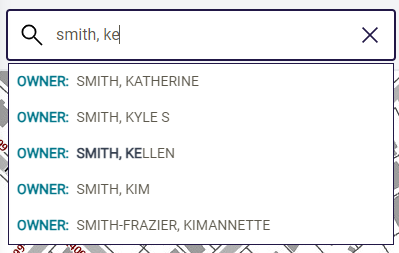 smith, ke
OWNER: SMITH, KATHERINE
OWNER: SMITH, KYLE S
OWNER: SMITH, KELLEN
OWNER: SMITH, KIM
OWNER: SMITH-FRAZIER, KIMANNETTE